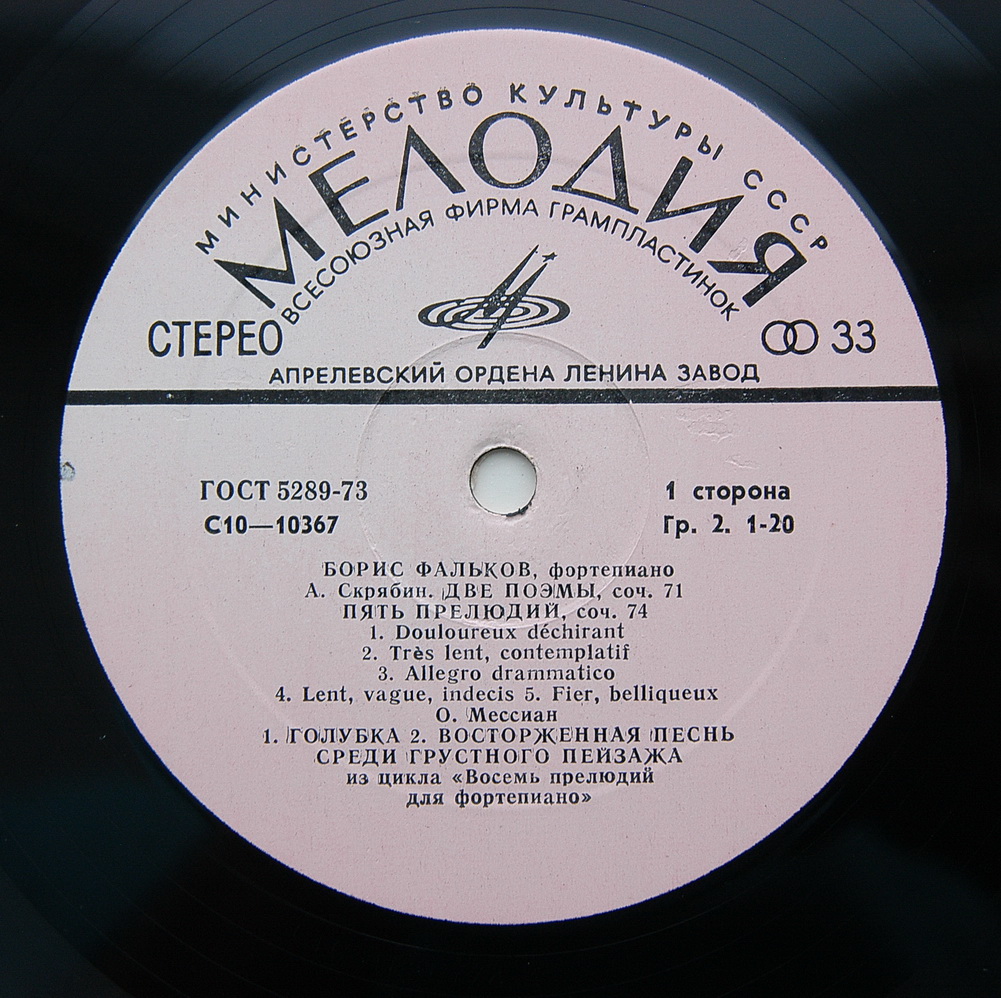 МИНИСТЕРСТВО КУЛЬТУРЫ СССР
МЕЛОДИЯ
ВСЕСОЮЗНАЯ ФИРМА ГРАМПЛАСТИНОК
СТЕРЕО
33
АПРЕЛЕВСКИЙ ОРДЕНА ЛЕНИНА ЗАВОД
ГОСТ 5289-73
1 сторона
С10—10367
Гр. 2. 1-20
БОРИС ФАЛЬКОВ, фортепиано
А. Скрябин. ДВЕ ПОЭМЫ, соч. 71
ПЯТЬ ПРЕЛЮДИЙ, соч. 74
1. Douloureux déchirant
2. Très lent, contemplatif
3. Allegro drammatico
4. Lent, vague, indecis 5. Fier, belliqueux
О. Мессиан
1. ГОЛУБКА 2. ВОСТОРЖЕННАЯ ПЕСНЬ
СРЕДИ ГРУСТНОГО ПЕЙЗАЖА
из цикла «Восемь прелюдий
для фортепиано»